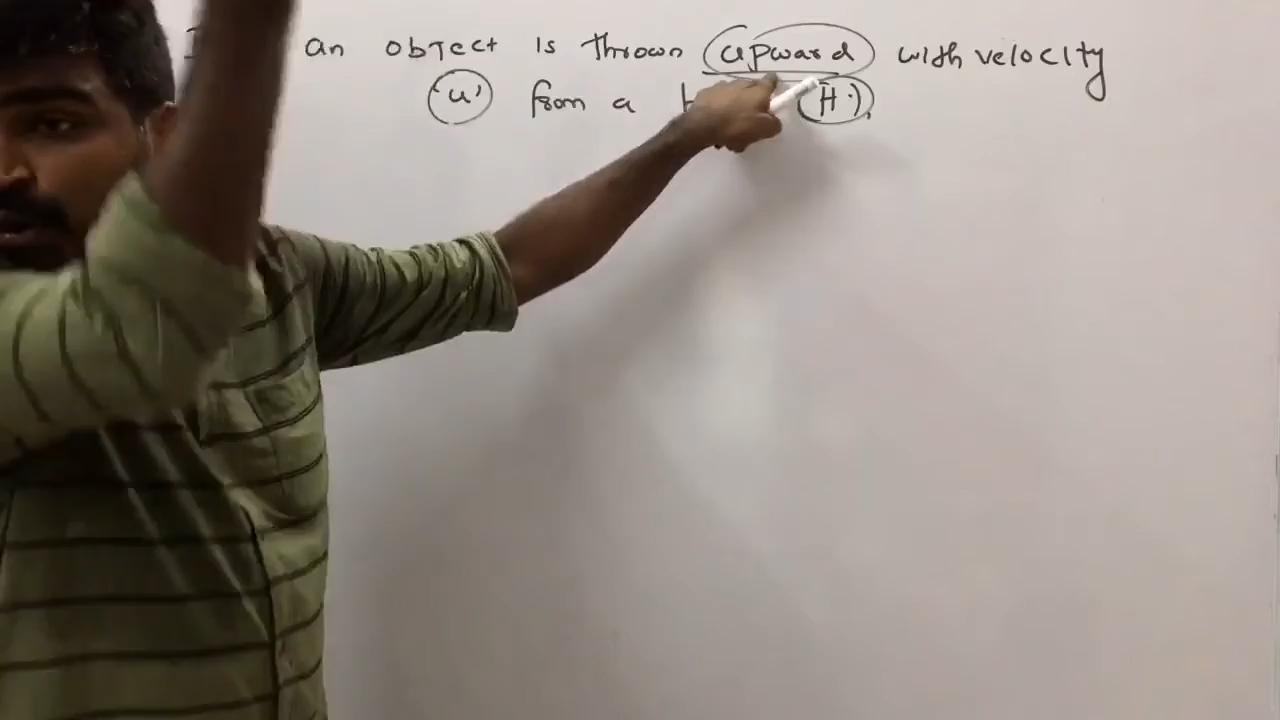 an object is thrown upward with velocity
'u' from a H.